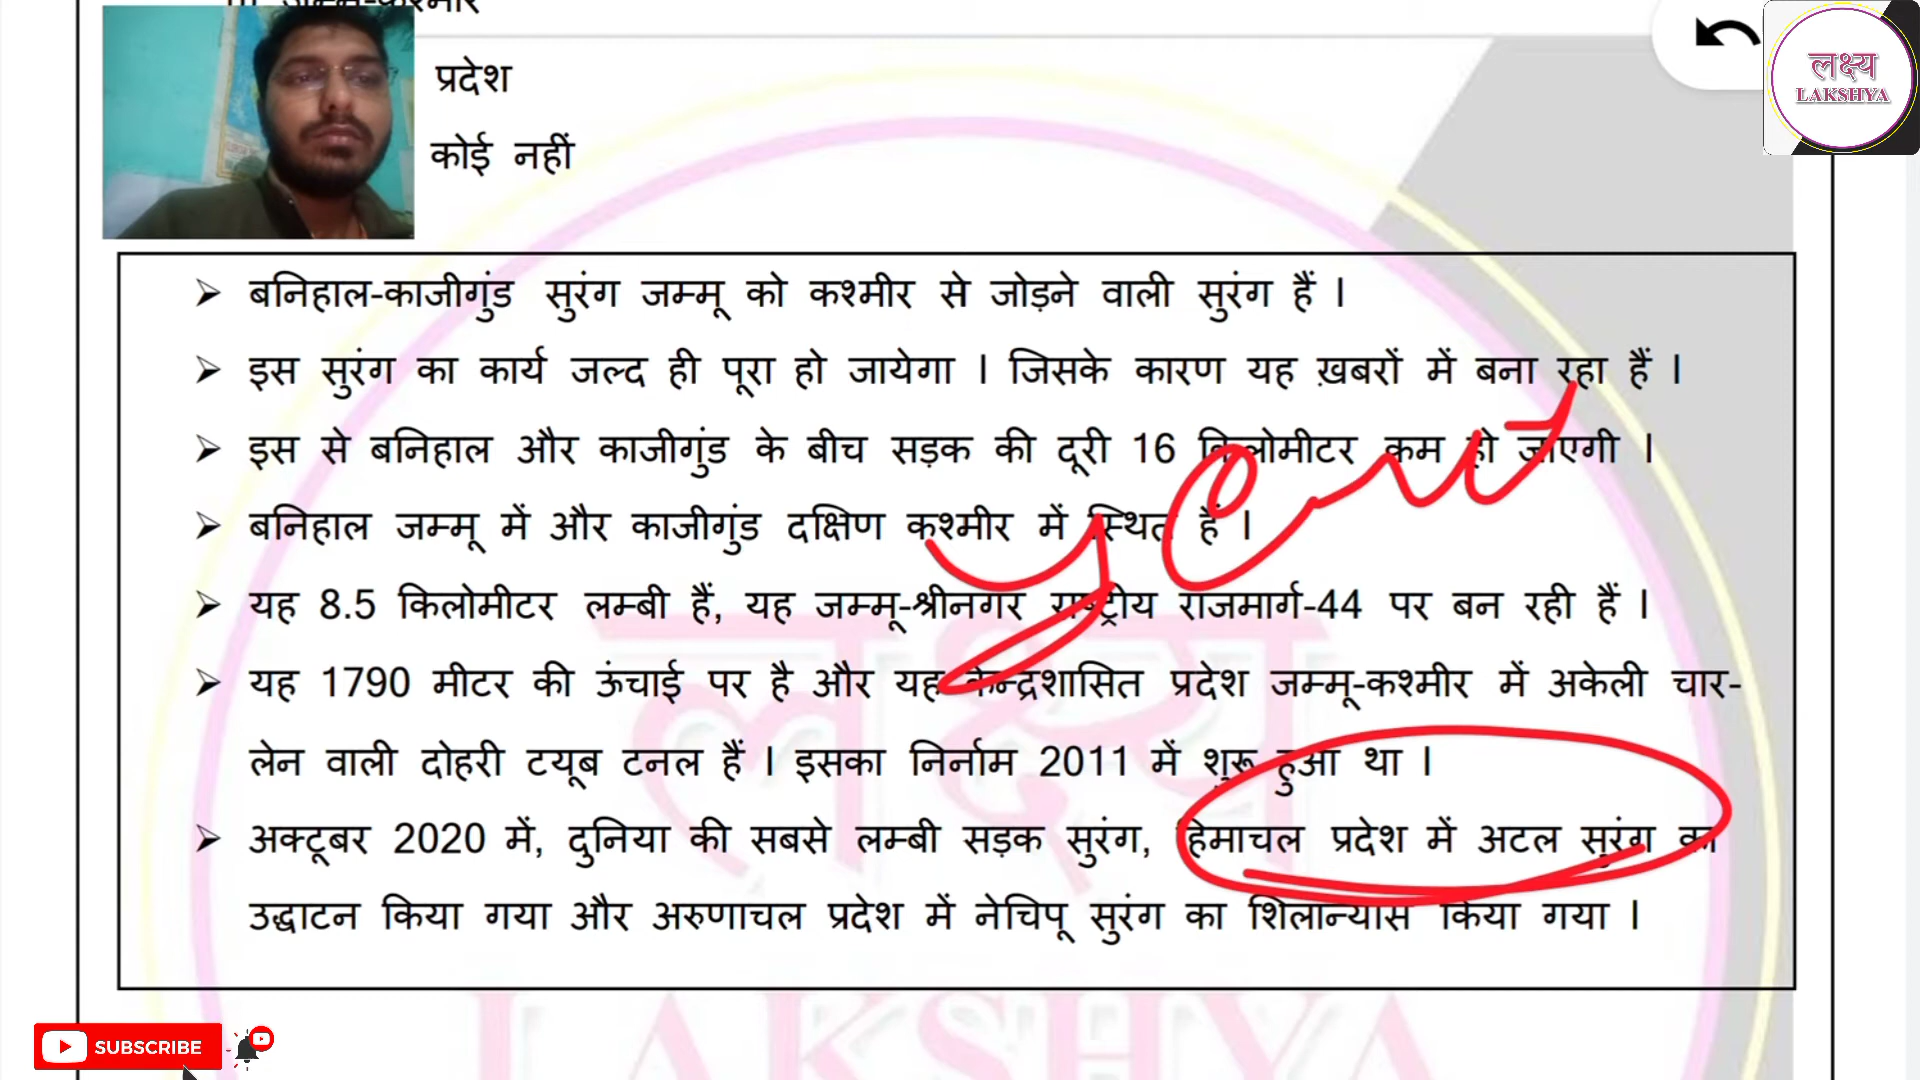 प्रदेश
लक्ष्य
LAKSHYA
कोई नहीं
➢ बनिहाल-काजीगुंड सुरंग जम्मू को कश्मीर से जोड़ने वाली सुरंग हैं ।
➢ इस सुरंग का कार्य जल्द ही पूरा हो जायेगा । जिसके कारण यह ख़बरों में बना रहा हैं ।
➢ इस से बनिहाल और काजीगुंड के बीच सड़क की दूरी 16 किलोमीटर कम हो जाएगी ।
➢ बनिहाल जम्मू में और काजीगुंड दक्षिण कश्मीर में स्थित हैं ।
➢ यह 8.5 किलोमीटर लम्बी हैं, यह जम्मू-श्रीनगर राष्ट्रीय राजमार्ग-44 पर बन रही हैं ।
➢ यह 1790 मीटर की ऊंचाई पर है और यह केन्द्रशासित प्रदेश जम्मू-कश्मीर में अकेली चार-
लेन वाली दोहरी टयूब टनल हैं । इसका निर्नाम 2011 में शुरू हुआ था ।
➢ अक्टूबर 2020 में, दुनिया की सबसे लम्बी सड़क सुरंग, हिमाचल प्रदेश में अटल सुरंग का
उद्घाटन किया गया और अरुणाचल प्रदेश में नेचिपू सुरंग का शिलान्यास किया गया ।
लक्ष्य
LAKSHYA
SUBSCRIBE